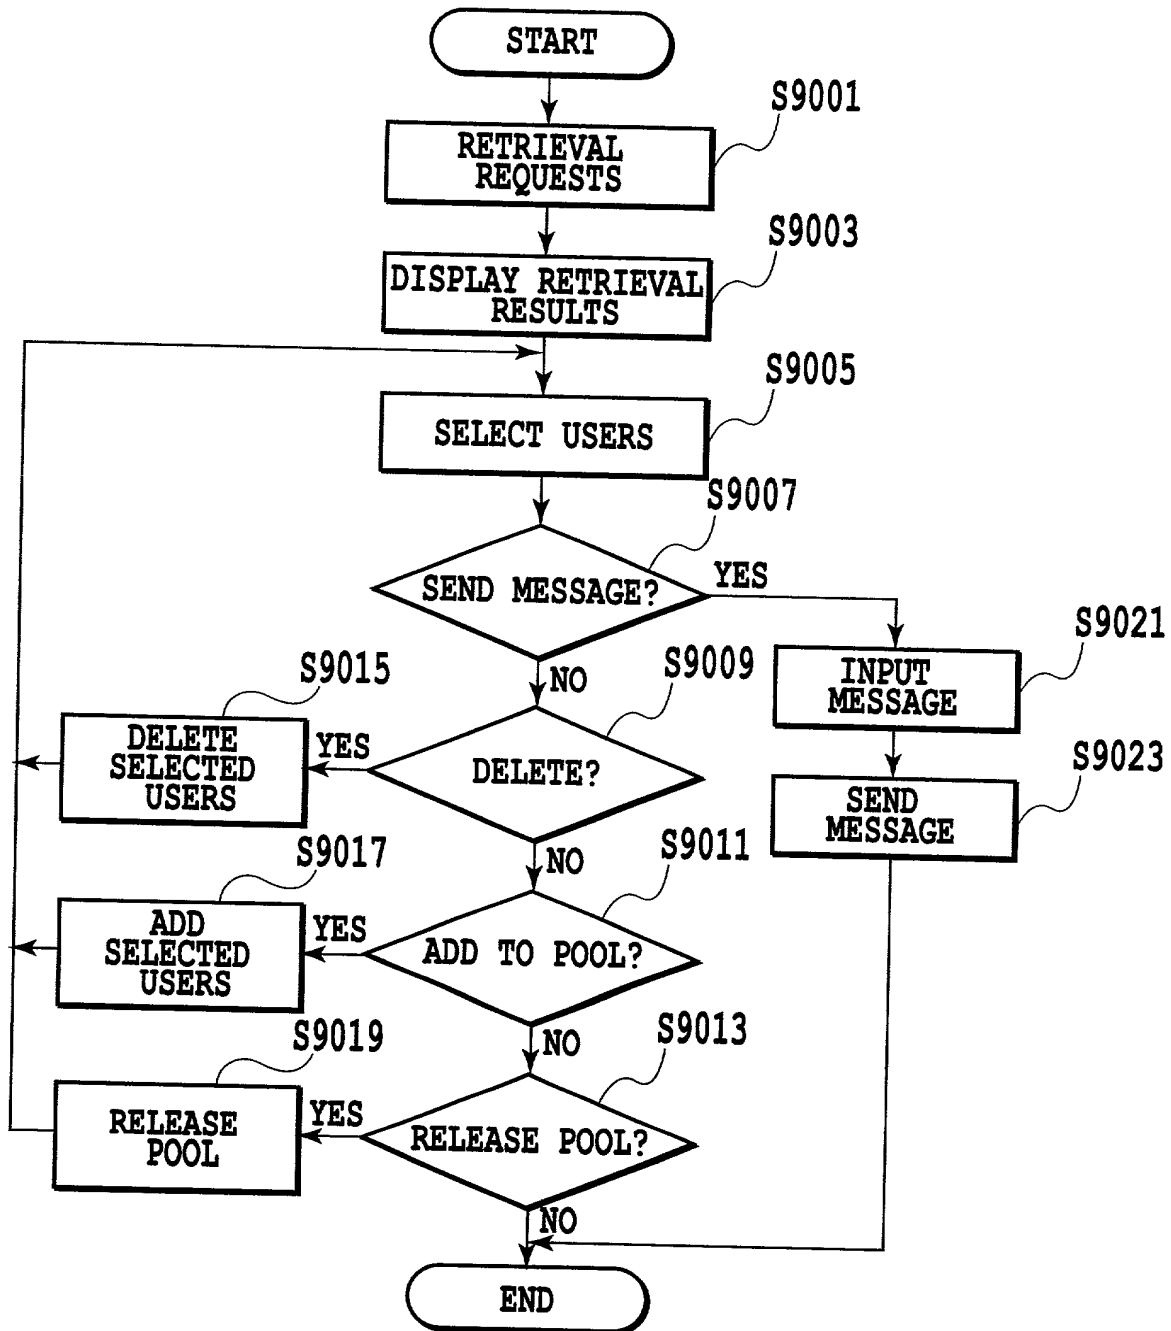 START
S9001
RETRIEVAL
REQUESTS
S9003
DISPLAY RETRIEVAL
RESULTS
S9005
SELECT USERS
S9007
SEND MESSAGE?
YES
NO
S9021
INPUT
MESSAGE
S9009
S9015
DELETE
SELECTED
USERS
YES
DELETE?
NO
S9023
SEND
MESSAGE
S9011
S9017
ADD
SELECTED
USERS
YES
ADD TO POOL?
NO
S9013
S9019
RELEASE
POOL
YES
RELEASE POOL?
NO
END